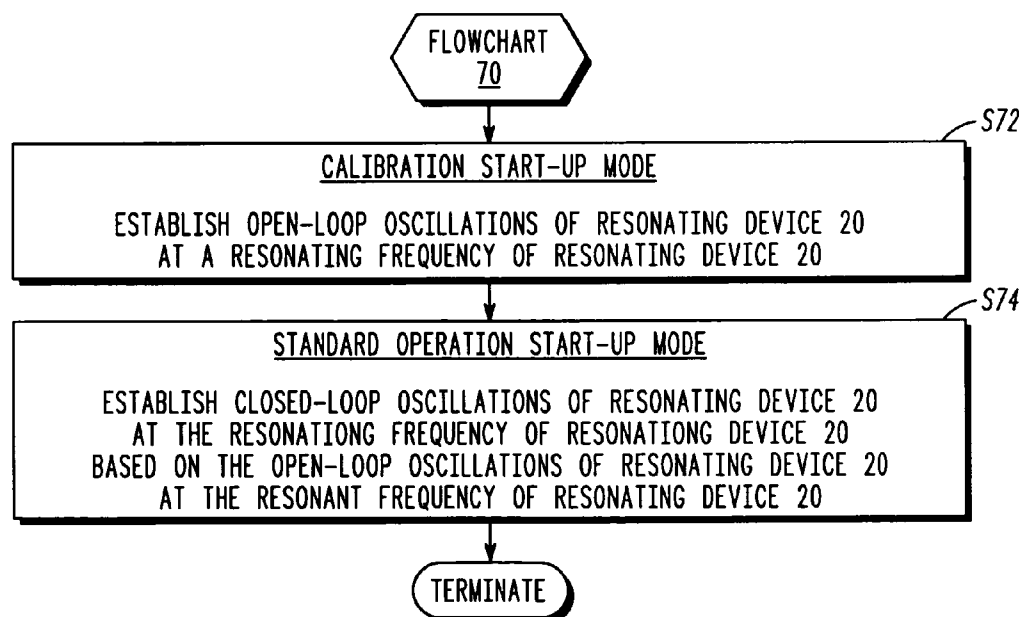 FLOWCHART
70
S72
CALIBRATION START-UP MODE
ESTABLISH OPEN-LOOP OSCILLATIONS OF RESONATING DEVICE 20
AT A RESONATING FREQUENCY OF RESONATING DEVICE 20
S74
STANDARD OPERATION START-UP MODE
ESTABLISH CLOSED-LOOP OSCILLATIONS OF RESONATING DEVICE 20
AT THE RESONATIONG FREQUENCY OF RESONATIONG DEVICE 20
BASED ON THE OPEN-LOOP OSCILLATIONS OF RESONATING DEVICE 20
AT THE RESONANT FREQUENCY OF RESONATING DEVICE 20
TERMINATE